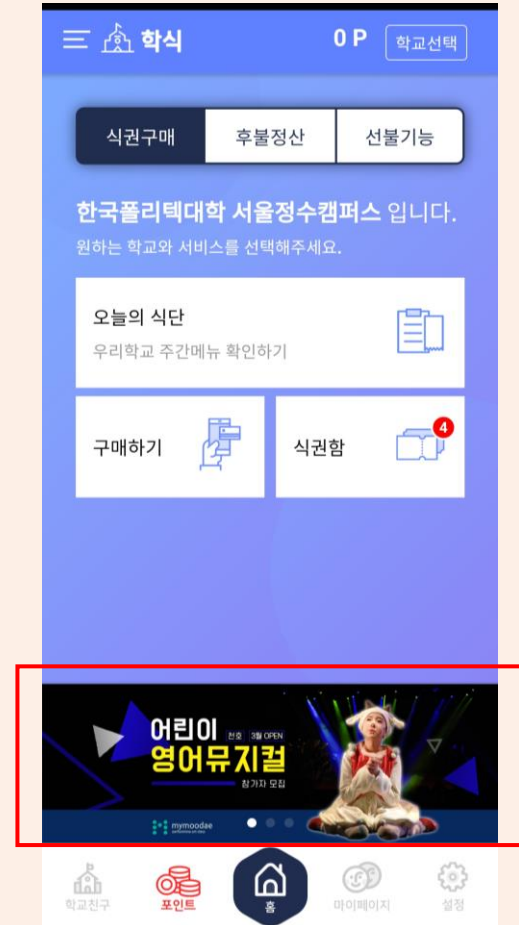 학식
0 P 학교선택
식권구매 후불정산 선불기능
한국폴리텍대학 서울정수캠퍼스 입니다.
원하는 학교와 서비스를 선택해주세요.
오늘의 식단
우리학교 주간메뉴 확인하기
구매하기 식권함 4
어린이 천호 3월 OPEN
영어뮤지컬
참가자 모집
mymoodae
학교친구 포인트 홈 마이페이지 설정